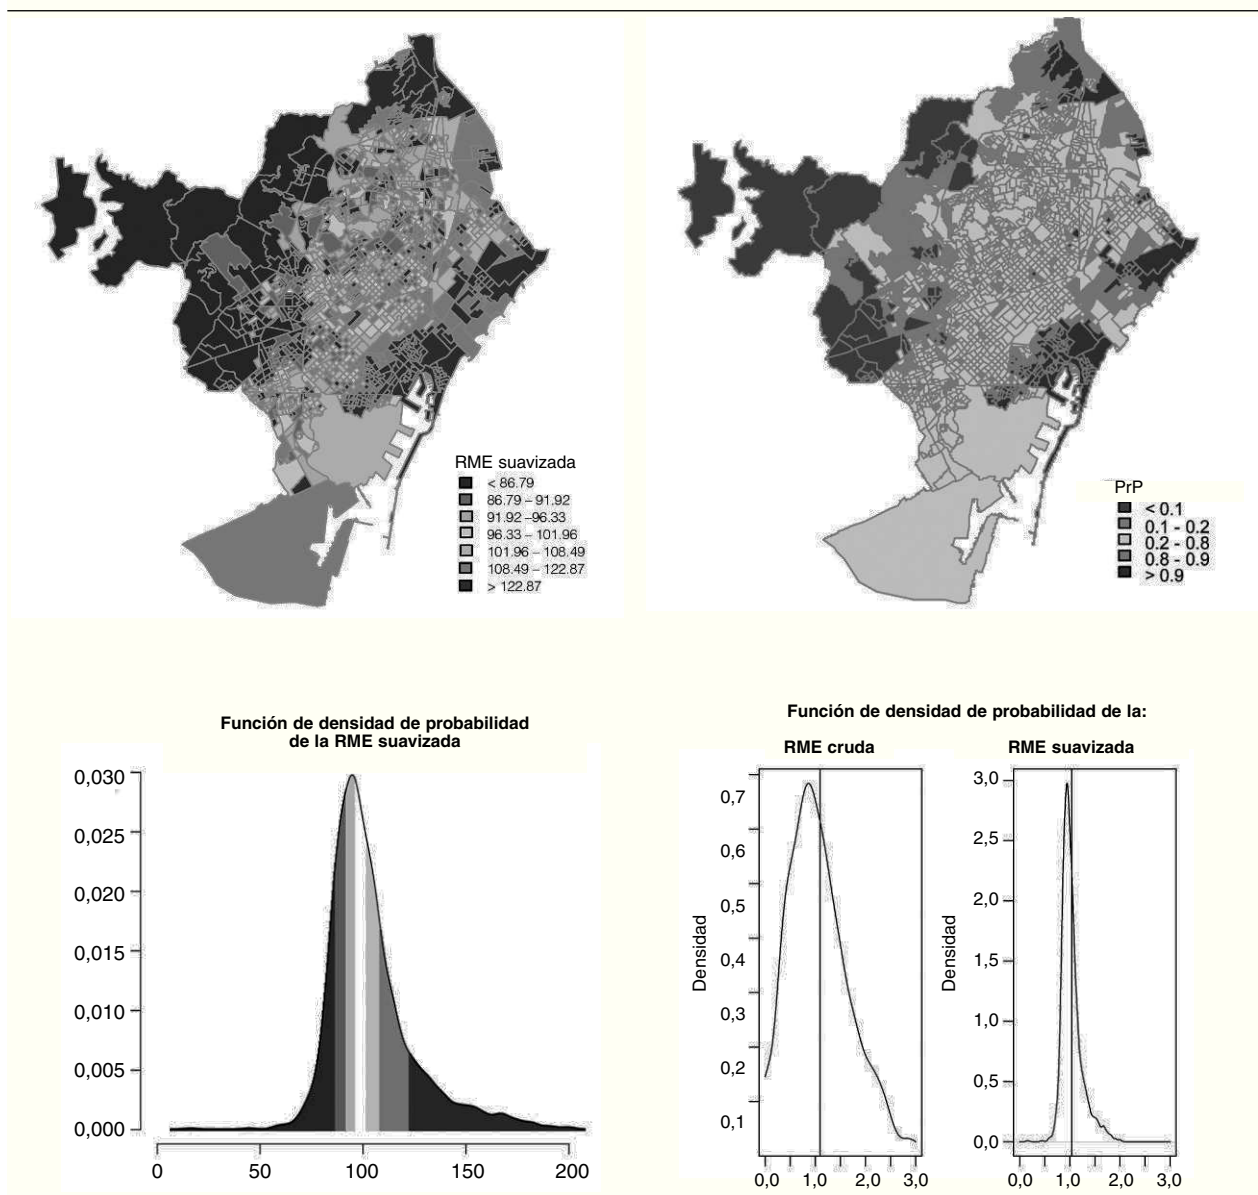 RME suavizada
< 86.79
86.79 – 91.92
91.92 –96.33
96.33 – 101.96
101.96 – 108.49
108.49 – 122.87
> 122.87
PrP
< 0.1
0.1 - 0.2
0.2 - 0.8
0.8 - 0.9
> 0.9
Función de densidad de probabilidad
de la RME suavizada
0,030
0,025
0,020
0,015
0,010
0,005
0,000
0
50
100
150
200
Función de densidad de probabilidad de la:
RME cruda
Densidad
0,7
0,6
0,5
0,4
0,3
0,2
0,1
0,0
1,0
2,0
3,0
RME suavizada
Densidad
3,0
2,5
2,0
1,5
1,0
0,5
0,0
0,0
1,0
2,0
3,0